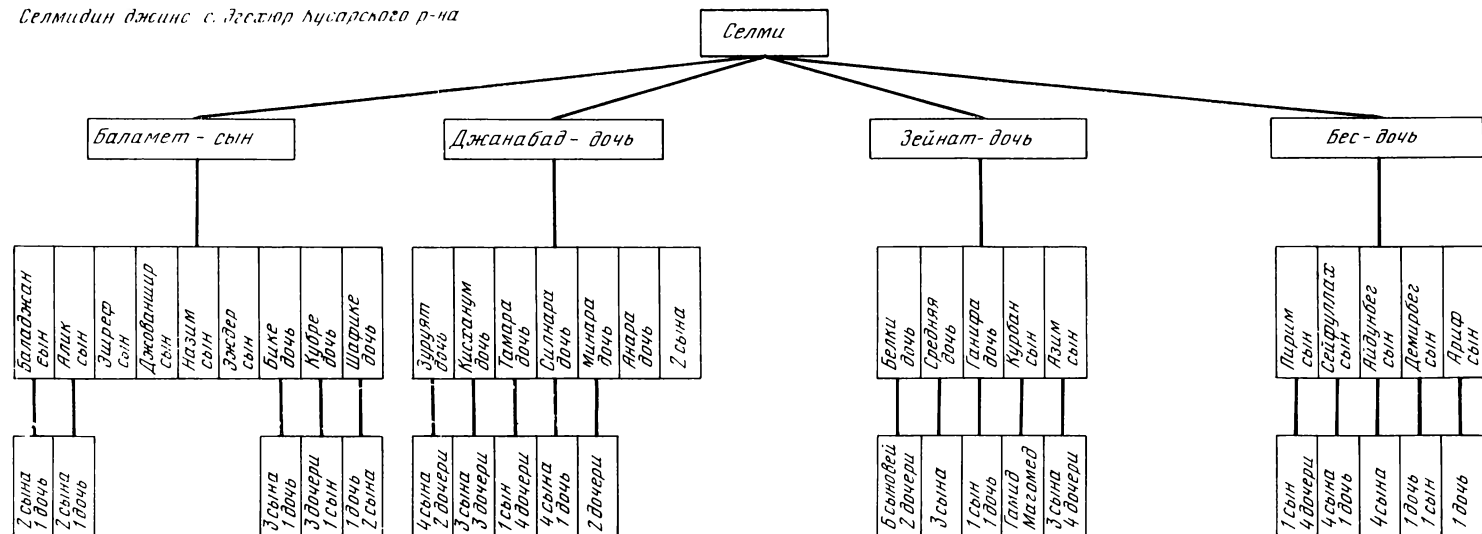 Селмидин джинс с. Эгехюр Кусарского р-на
Селми
Баламет - сын
Джанабад - дочь
Зейнат - дочь
Бес - дочь
Баладжан
сын
Алик
сын
Эшреф
сын
Джованшир
сын
Назим
сын
Эждер
сын
Бике
дочь
Кубре
дочь
Шафике
дочь
Зуруят
дочь
Кисханум
дочь
Тамара
дочь
Силнара
дочь
Минара
дочь
Анара
дочь
2 сына
Белки
дочь
Средняя
дочь
Ганифа
дочь
Курбан
сын
Азим
сын
Пирим
сын
Сейфуллах
сын
Айдунбег
сын
Демирбег
сын
Ариф
сын
2 сына
1 дочь
2 сына
1 дочь
3 сына
1 дочь
3 дочери
1 сын
1 дочь
2 сына
4 сына
2 дочери
3 сына
3 дочери
1 сын
4 дочери
4 сына
1 дочь
2 дочери
6 сыновей
2 дочери
3 сына
1 сын
1 дочь
Гамид
Магомед
3 сына
4 дочери
1 сын
4 дочери
4 сына
1 дочь
4 сына
1 дочь
1 сын
1 дочь